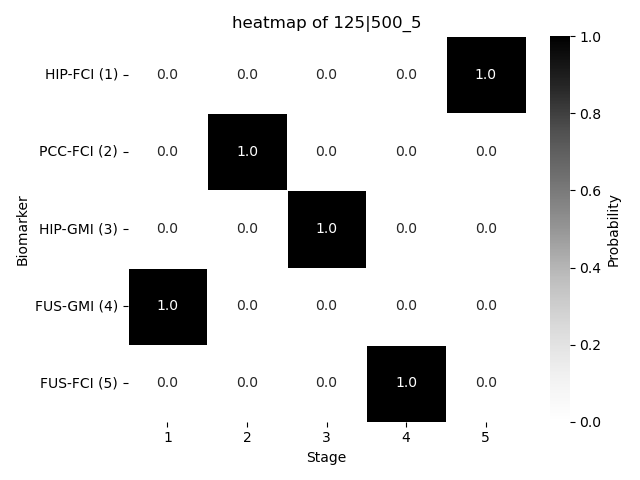 heatmap of 125|500_5
HIP-FCI (1) 0.0 0.0 0.0 0.0 1.0
PCC-FCI (2) 0.0 1.0 0.0 0.0 0.0
HIP-GMI (3) 0.0 0.0 1.0 0.0 0.0
FUS-GMI (4) 1.0 0.0 0.0 0.0 0.0
FUS-FCI (5) 0.0 0.0 0.0 1.0 0.0
1 2 3 4 5
Stage
Biomarker
1.0
0.8
0.6
0.4
0.2
0.0
Probability